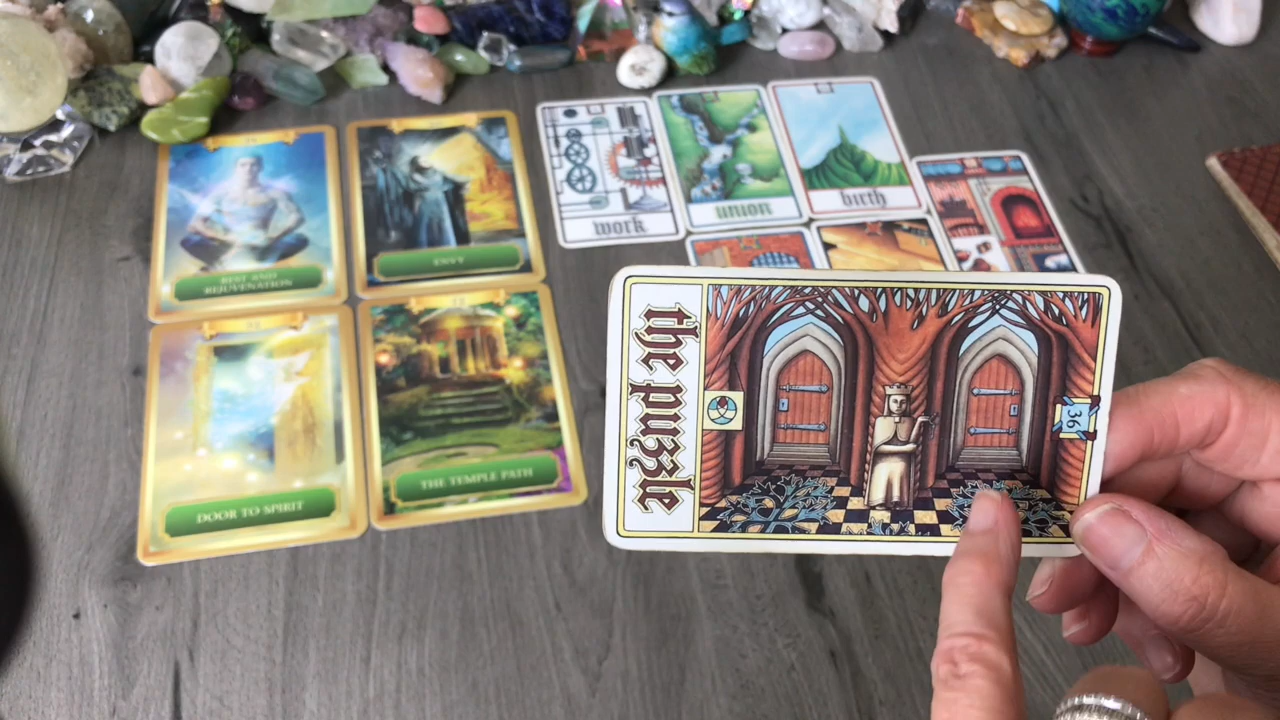 REST AND
REJUVENATION
ENVY
DOOR TO SPIRIT
THE TEMPLE PATH
work
union
birth
the puzzle
36